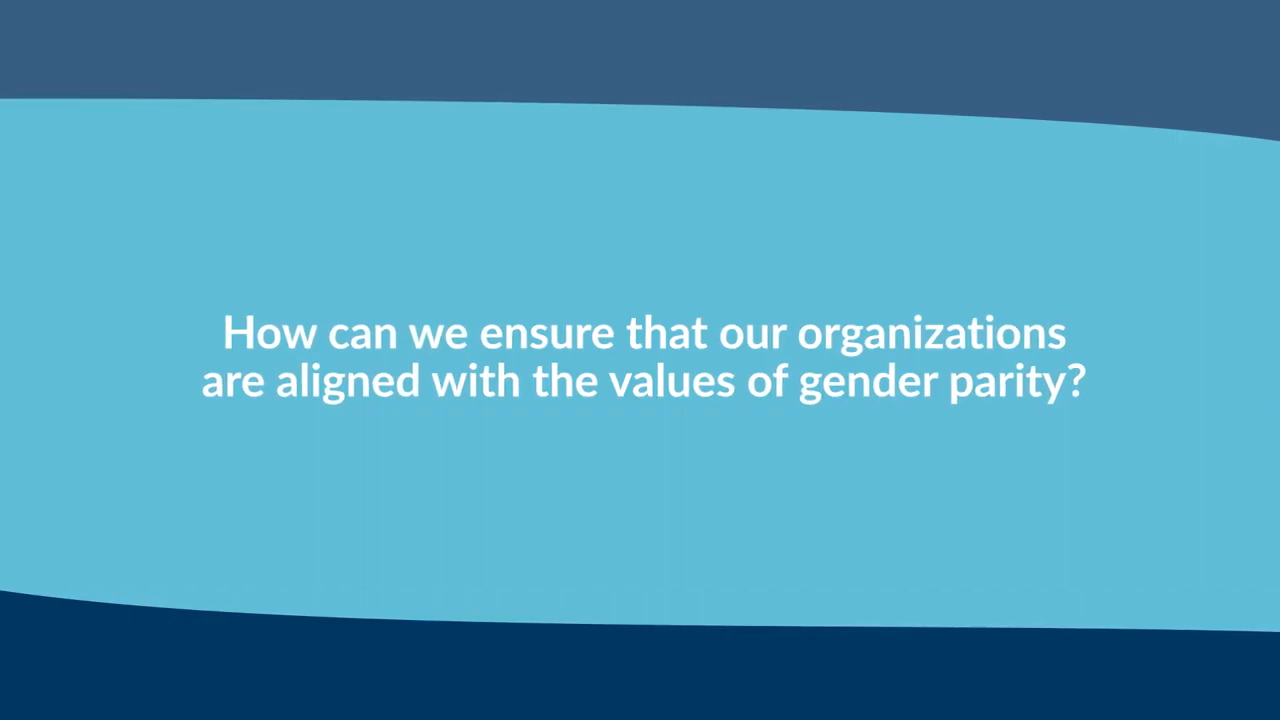 How can we ensure that our organizations
are aligned with the values of gender parity?